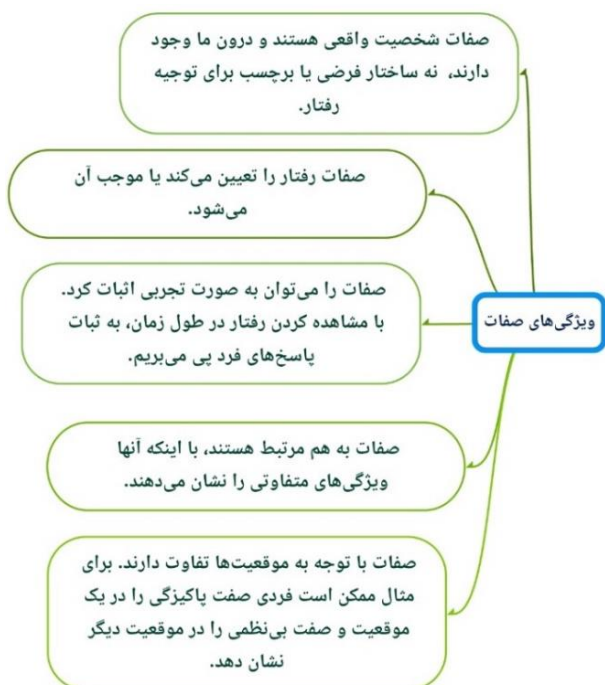 صفات شخصیت واقعی هستند و درون ما وجود
دارند، نه ساختار فرضی یا برچسب برای توجیه
رفتار.
صفات رفتار را تعیین می‌کند یا موجب آن
می‌شود.
ویژگی‌های صفات
صفات را می‌توان به صورت تجربی اثبات کرد.
با مشاهده کردن رفتار در طول زمان، به ثبات
پاسخ‌های فرد پی می‌بریم.
صفات به هم مرتبط هستند، با اینکه آنها
ویژگی‌های متفاوتی را نشان می‌دهند.
صفات با توجه به موقعیت‌ها تفاوت دارند. برای
مثال ممکن است فردی صفت پاکیزگی را در یک
موقعیت و صفت بی‌نظمی را در موقعیت دیگر
نشان دهد.